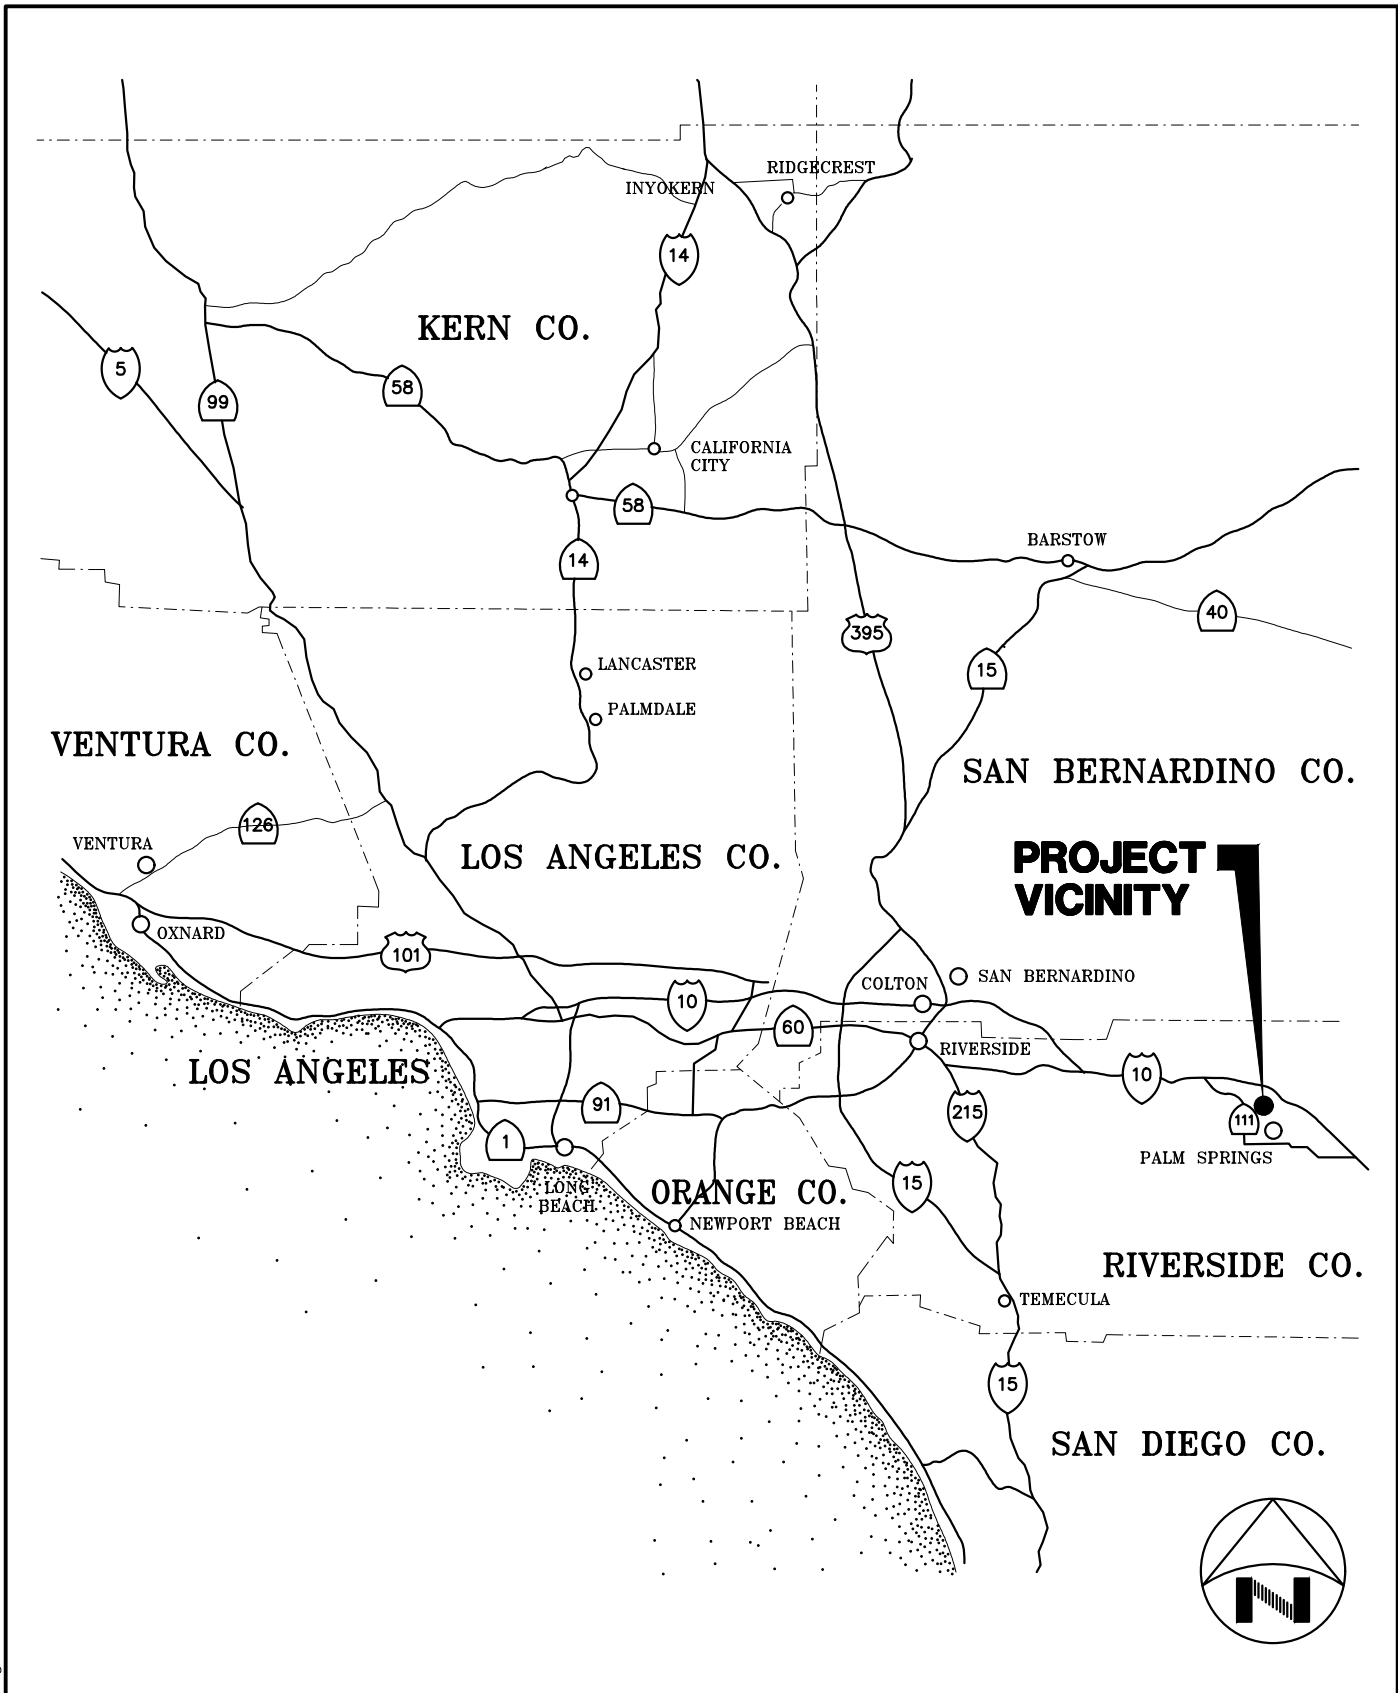 RIDGECREST
INYOKERN
14
KERN CO.
5
58
99
CALIFORNIA
CITY
58
BARSTOW
14
40
395
LANCASTER
15
PALMDALE
VENTURA CO.
SAN BERNARDINO CO.
126
VENTURA
LOS ANGELES CO.
PROJECT
VICINITY
OXNARD
101
SAN BERNARDINO
COLTON
10
60
RIVERSIDE
LOS ANGELES
10
91
215
111
1
PALM SPRINGS
15
LONG
BEACH
ORANGE CO.
NEWPORT BEACH
RIVERSIDE CO.
TEMECULA
15
SAN DIEGO CO.
N